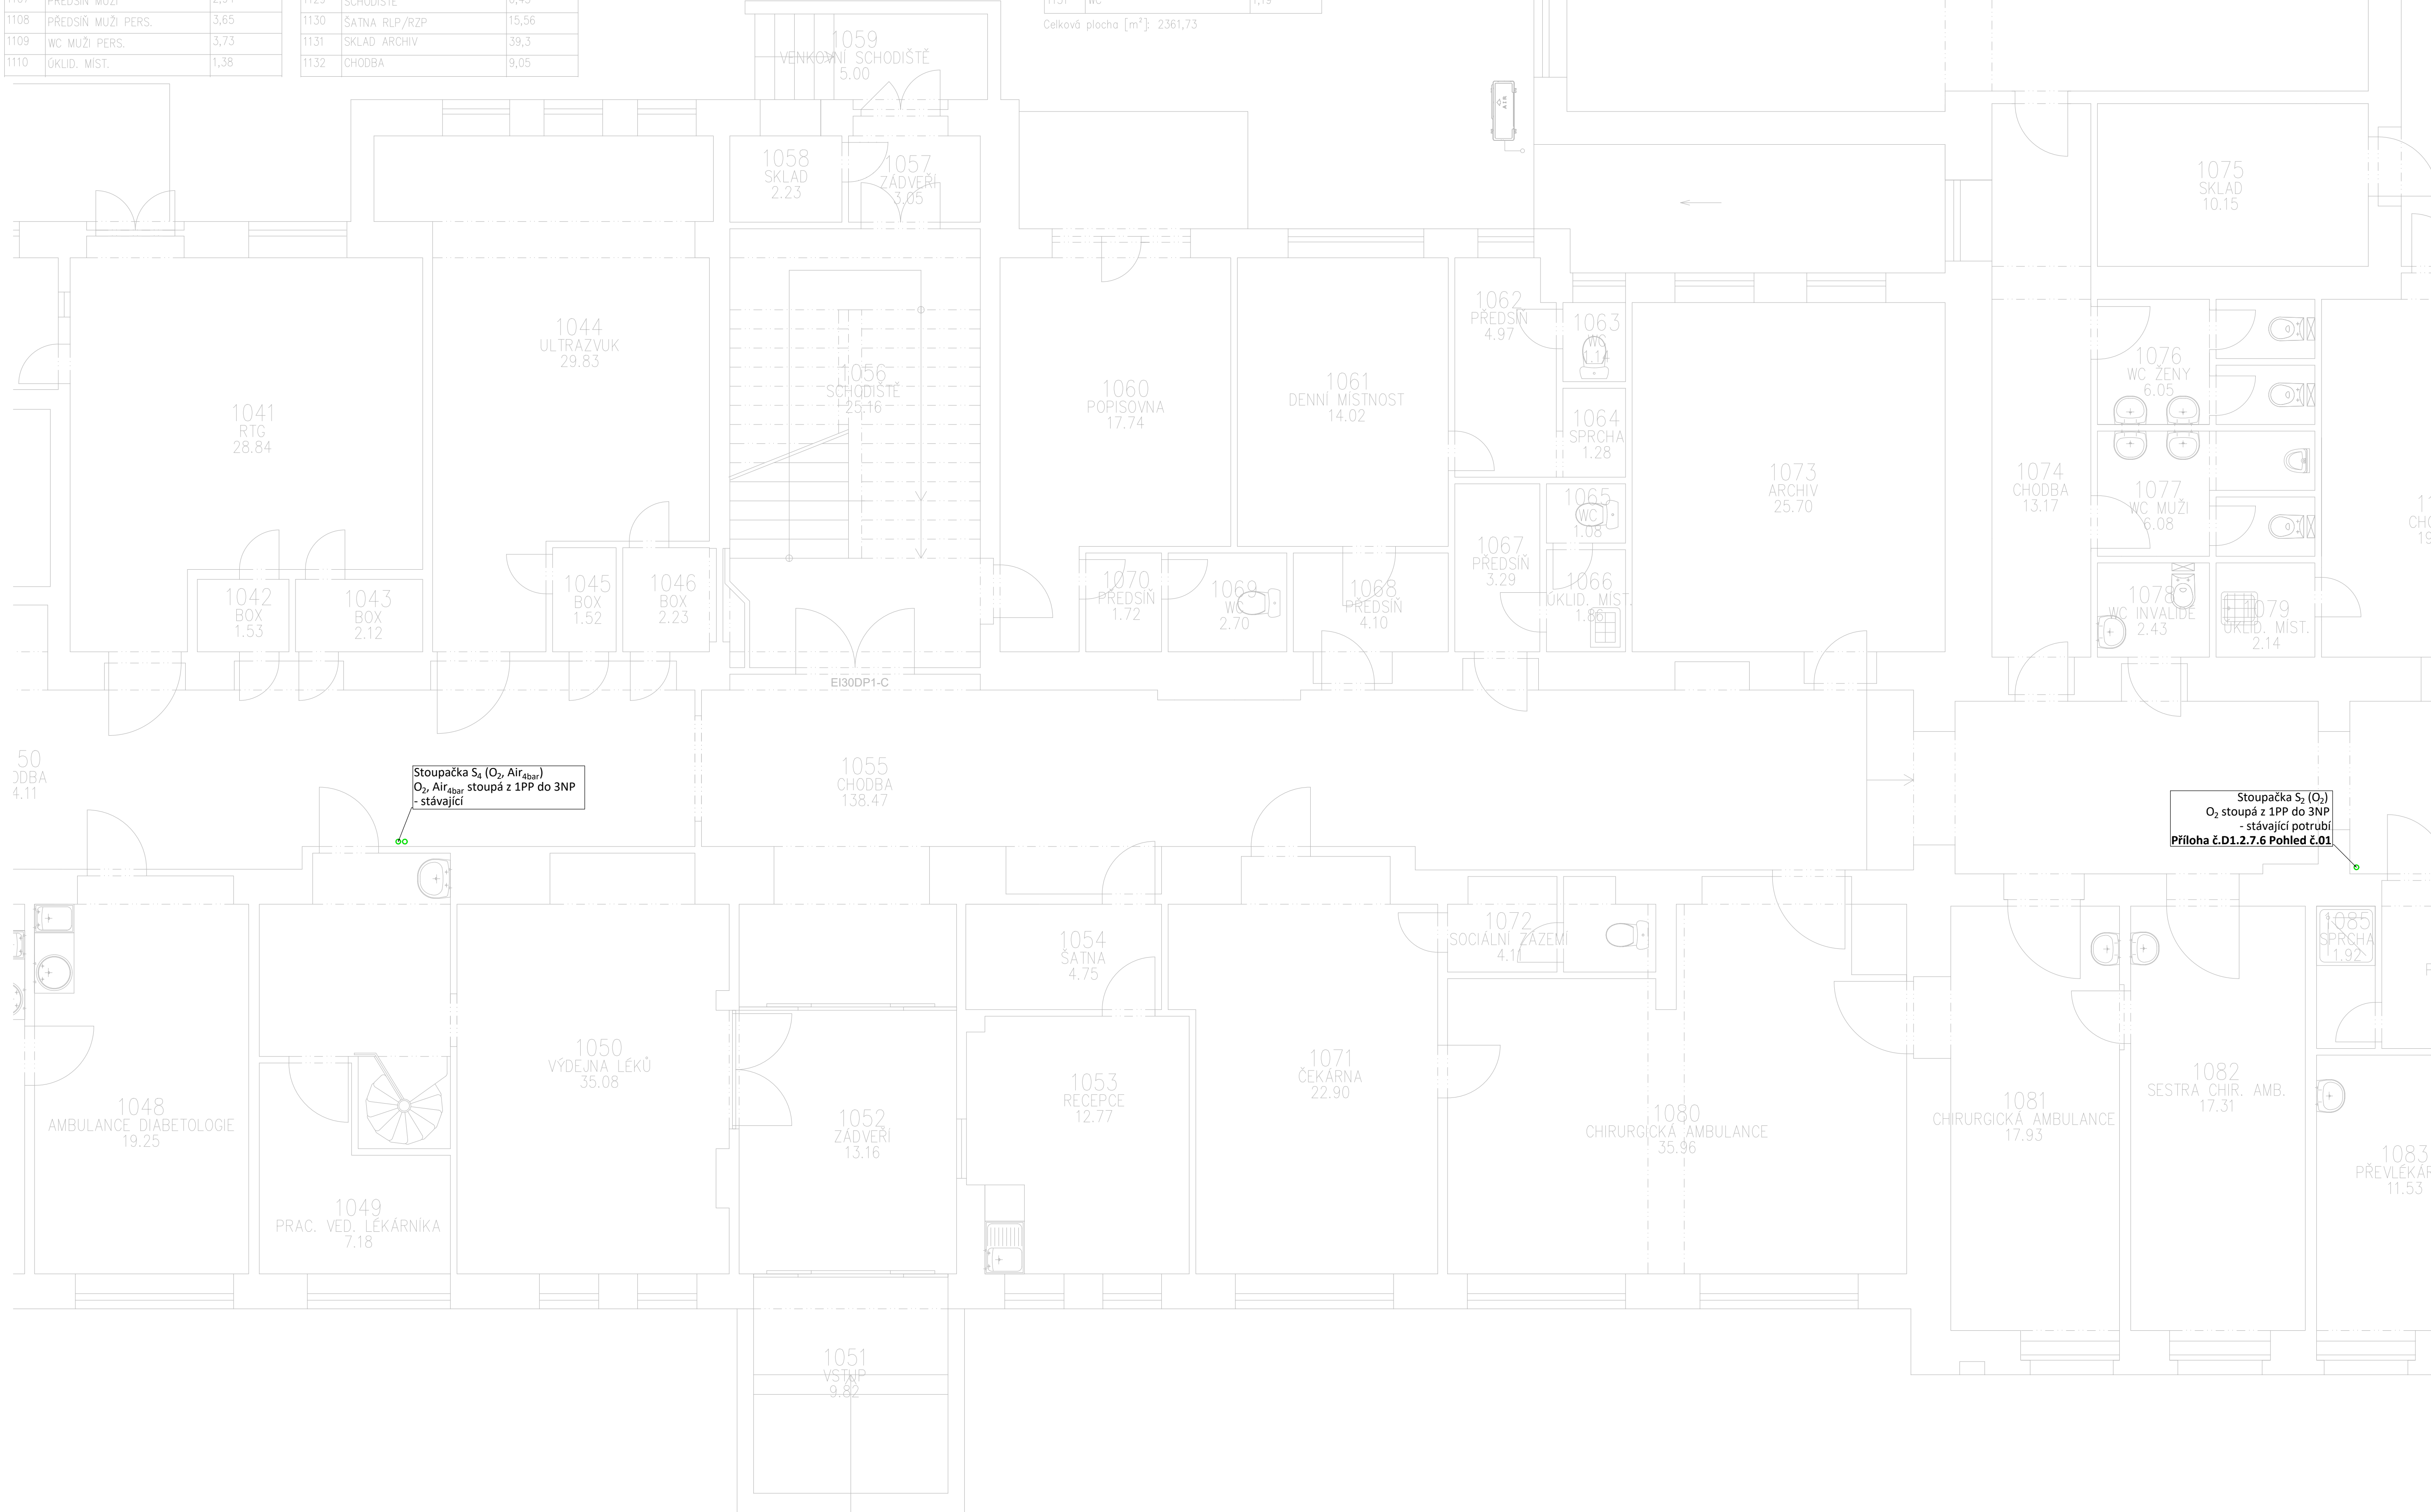 1108 PŘEDSÍŇ MUŽI PERS. 3,65
1109 WC MUŽI PERS. 3,73
1110 ÚKLID. MÍST. 1,38
1130 ŠATNA RLP/RZP 15,56
1131 SKLAD ARCHIV 39,3
1132 CHODBA 9,05
Celková plocha [m²]: 2361,73
1059
VENKOVNÍ SCHODIŠTĚ
5.00
AIR
1058
SKLAD
2.23
1057
ZÁDVEŘÍ
3.05
1075
SKLAD
10.15
1044
ULTRAZVUK
29.83
1062
PŘEDSÍŇ
4.97
1063
WC
1.14
1056
SCHODIŠTĚ
25.16
1060
POPISOVNA
17.74
1061
DENNÍ MÍSTNOST
14.02
1076
WC ŽENY
6.05
1041
RTG
28.84
1064
SPRCHA
1.28
1073
ARCHIV
25.70
1074
CHODBA
13.17
1077
WC MUŽI
6.08
1065
WC
1.08
1067
PŘEDSÍŇ
3.29
1042
BOX
1.53
1043
BOX
2.12
1045
BOX
1.52
1046
BOX
2.23
1070
PŘEDSÍŇ
1.72
1069
WC
2.70
1068
PŘEDSÍŇ
4.10
1066
ÚKLID. MÍST.
1.86
1078
WC INVALIDÉ
2.43
1079
ÚKLID. MÍST.
2.14
EI30DP1-C
50
4.11
Stoupačka S₄ (O₂, Air₄bar)
O₂, Air₄bar stoupá z 1PP do 3NP
- stávající
1055
CHODBA
138.47
Stoupačka S₂ (O₂)
O₂ stoupá z 1PP do 3NP
- stávající potrubí
Příloha č.D1.2.7.6 Pohled č.01
1054
ŠATNA
4.75
1072
SOCIÁLNÍ ZÁZEMÍ
4.11
1085
SPRCHA
1.92
1048
AMBULANCE DIABETOLOGIE
19.25
1050
VÝDEJNA LÉKŮ
35.08
1052
ZÁDVEŘÍ
13.16
1053
RECEPCE
12.77
1071
ČEKÁRNA
22.90
1080
CHIRURGICKÁ AMBULANCE
35.96
1081
CHIRURGICKÁ AMBULANCE
17.93
1082
SESTRA CHIR. AMB.
17.31
1083
PŘEVLÉKÁR
11.53
1049
PRAC. VED. LÉKÁRNÍKA
7.18
1051
VSTUP
9.82